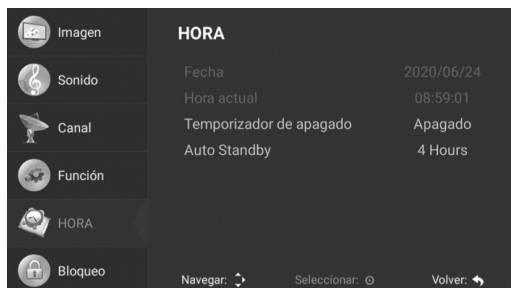 Imagen
Sonido
Canal
Función
HORA
Bloqueo
HORA
Fecha 2020/06/24
Hora actual 08:59:01
Temporizador de apagado Apagado
Auto Standby 4 Hours
Navegar: Seleccionar: Volver: